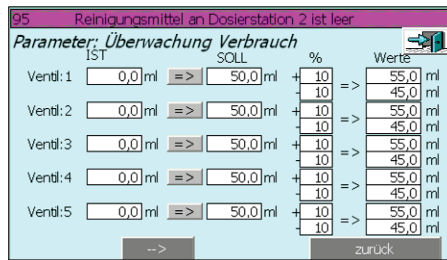 95 Reinigungsmittel an Dosierstation 2 ist leer
Parameter: Überwachung Verbrauch
IST SOLL % Werte
Ventil:1 0,0 ml => 50,0 ml + 10 => 55,0 ml
- 10 45,0 ml
Ventil:2 0,0 ml => 50,0 ml + 10 => 55,0 ml
- 10 45,0 ml
Ventil:3 0,0 ml => 50,0 ml + 10 => 55,0 ml
- 10 45,0 ml
Ventil:4 0,0 ml => 50,0 ml + 10 => 55,0 ml
- 10 45,0 ml
Ventil:5 0,0 ml => 50,0 ml + 10 => 55,0 ml
- 10 45,0 ml
--> zurück